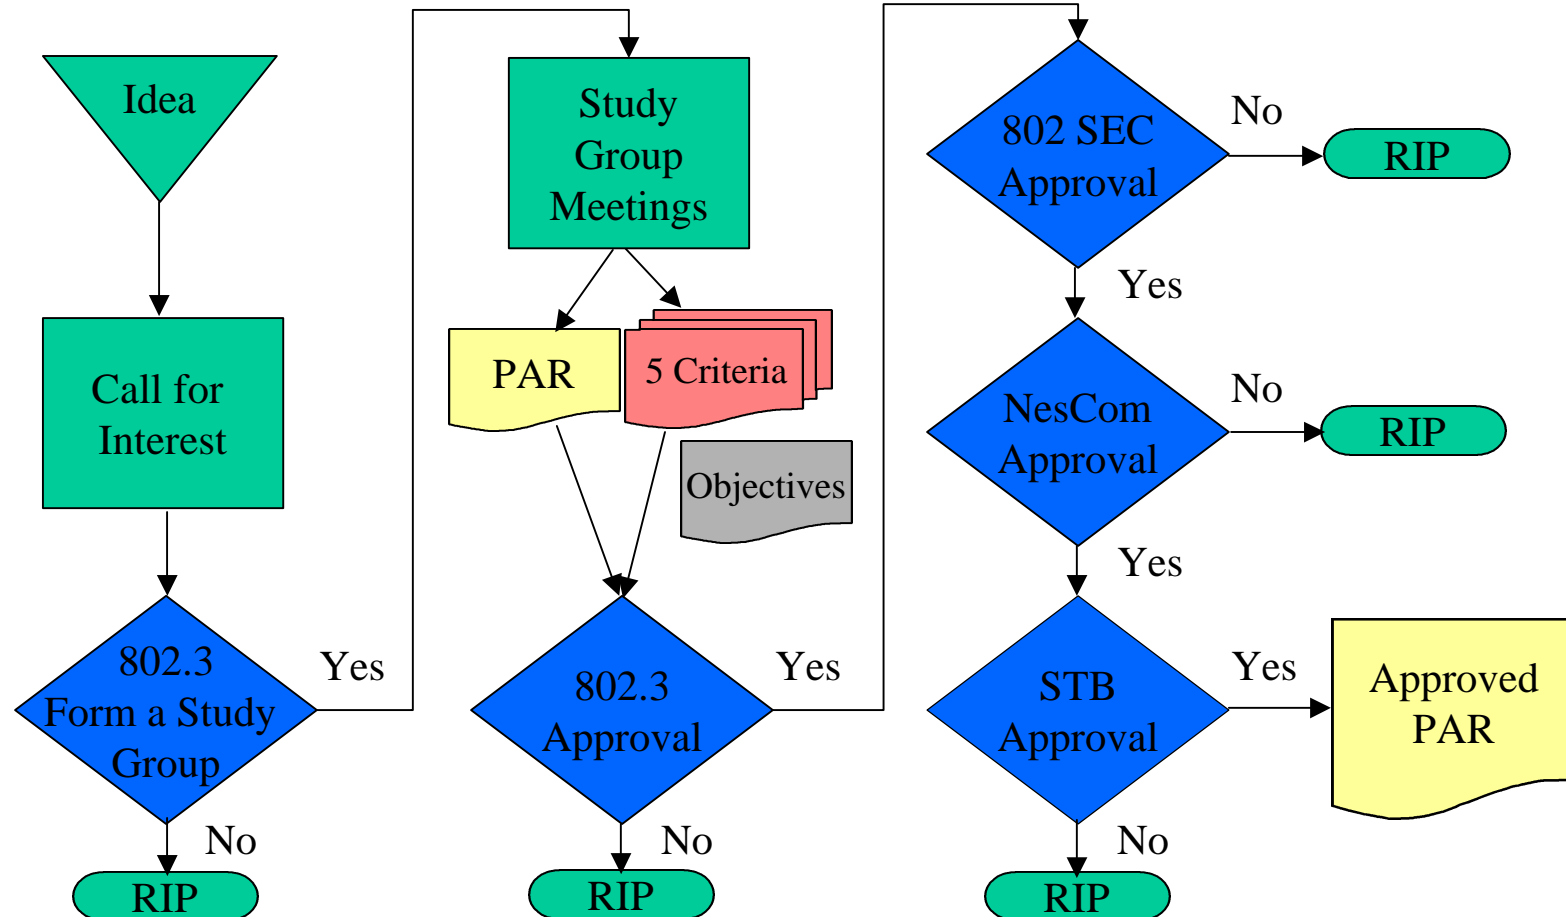 Idea
Call for
Interest
802.3
Form a Study
Group
Yes
No
RIP
Study
Group
Meetings
PAR
5 Criteria
Objectives
802.3
Approval
Yes
No
RIP
802 SEC
Approval
No
RIP
Yes
NesCom
Approval
No
RIP
Yes
STB
Approval
Yes
Approved
PAR
No
RIP